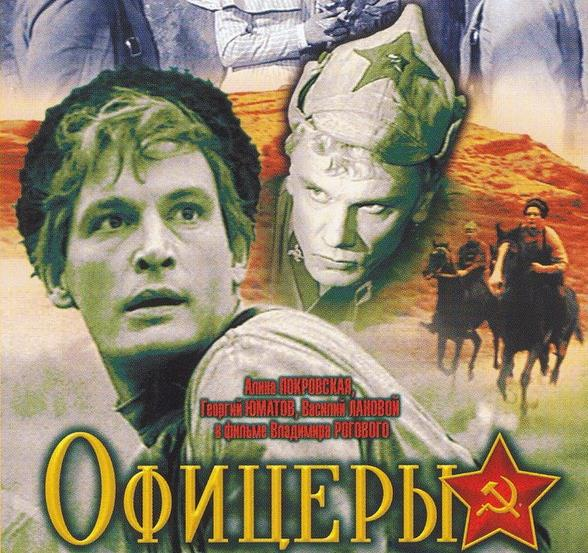 Алина ПОКРОВСКАЯ,
Георгий ЮМАТОВ, Василий ЛАНОВОЙ
в фильме Владимира РОГОВОГО
ОФИЦЕРЫ